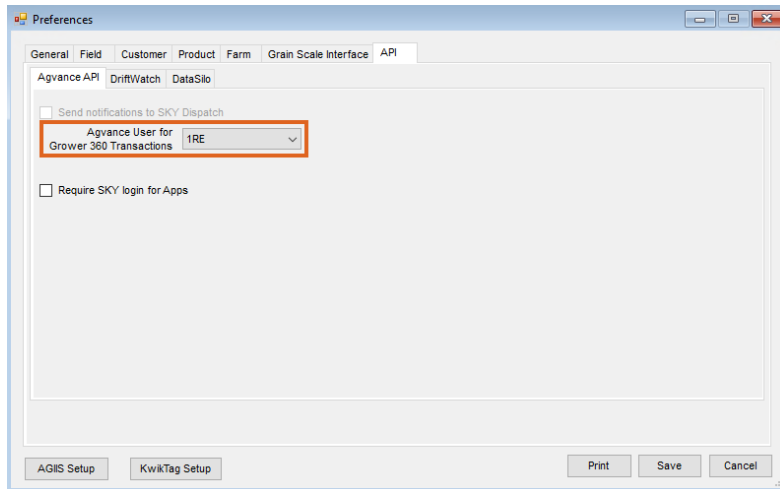 Preferences
General Field Customer Product Farm Grain Scale Interface API
Agvance API DriftWatch DataSilo
Send notifications to SKY Dispatch
Agvance User for
Grower 360 Transactions
1RE
Require SKY login for Apps
AGIIS Setup KwikTag Setup Print Save Cancel